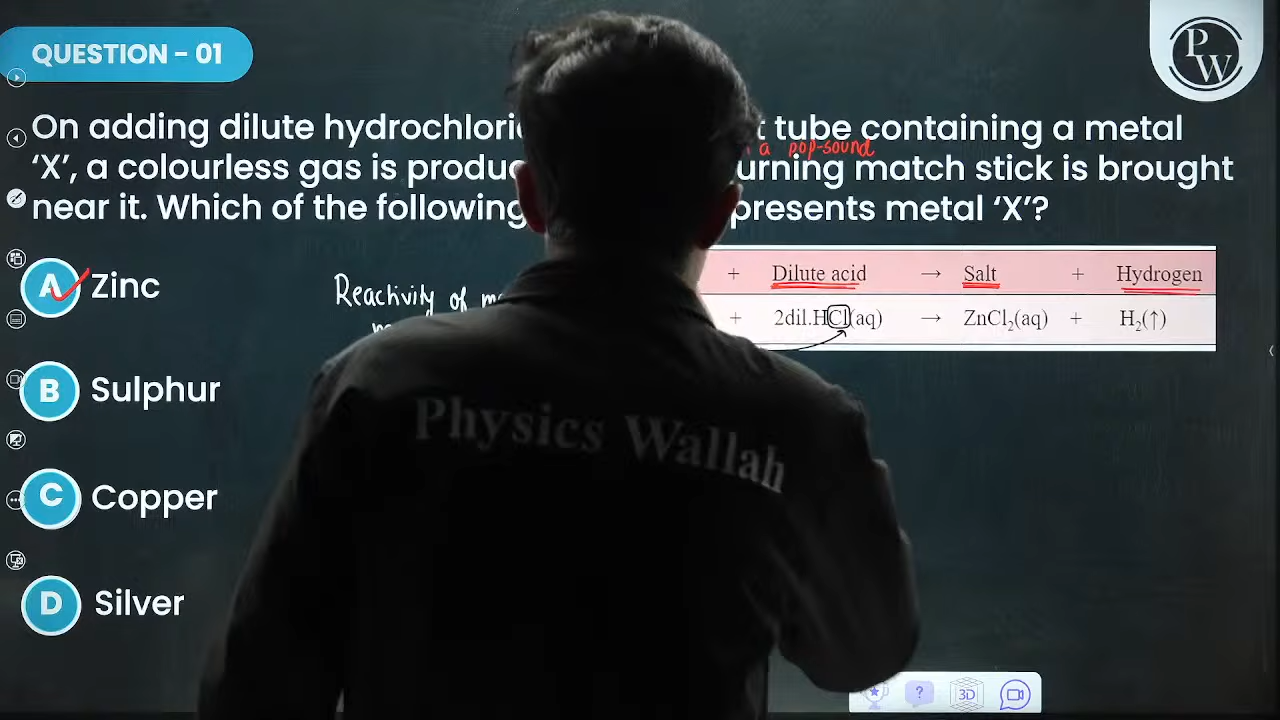 QUESTION - 01
PW
On adding dilute hydrochlori tube containing a metal
a pop-sound
‘X’, a colourless gas is produ urning match stick is brought
near it. Which of the following presents metal ‘X’?
+ Dilute acid → Salt + Hydrogen
A Zinc
Reactivity of m
+ 2dil.HCl(aq) → ZnCl₂(aq) + H₂(↑)
B Sulphur
Physics Wallah
C Copper
D Silver
? 3D